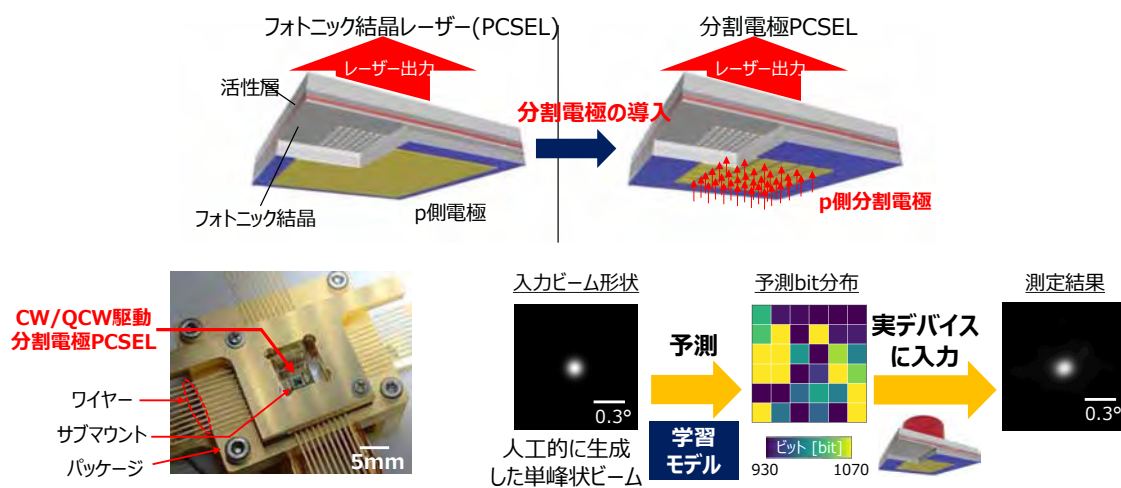 フォトニック結晶レーザー(PCSEL)
分割電極PCSEL
レーザー出力
レーザー出力
活性層
分割電極の導入
フォトニック結晶
p側電極
p側分割電極
CW/QCW駆動
分割電極PCSEL
ワイヤー
サブマウント
パッケージ
5mm
入力ビーム形状
予測bit分布
測定結果
予測
実デバイス
に入力
0.3°
0.3°
学習
モデル
人工的に生成
した単峰状ビーム
ビット [bit]
930
1070